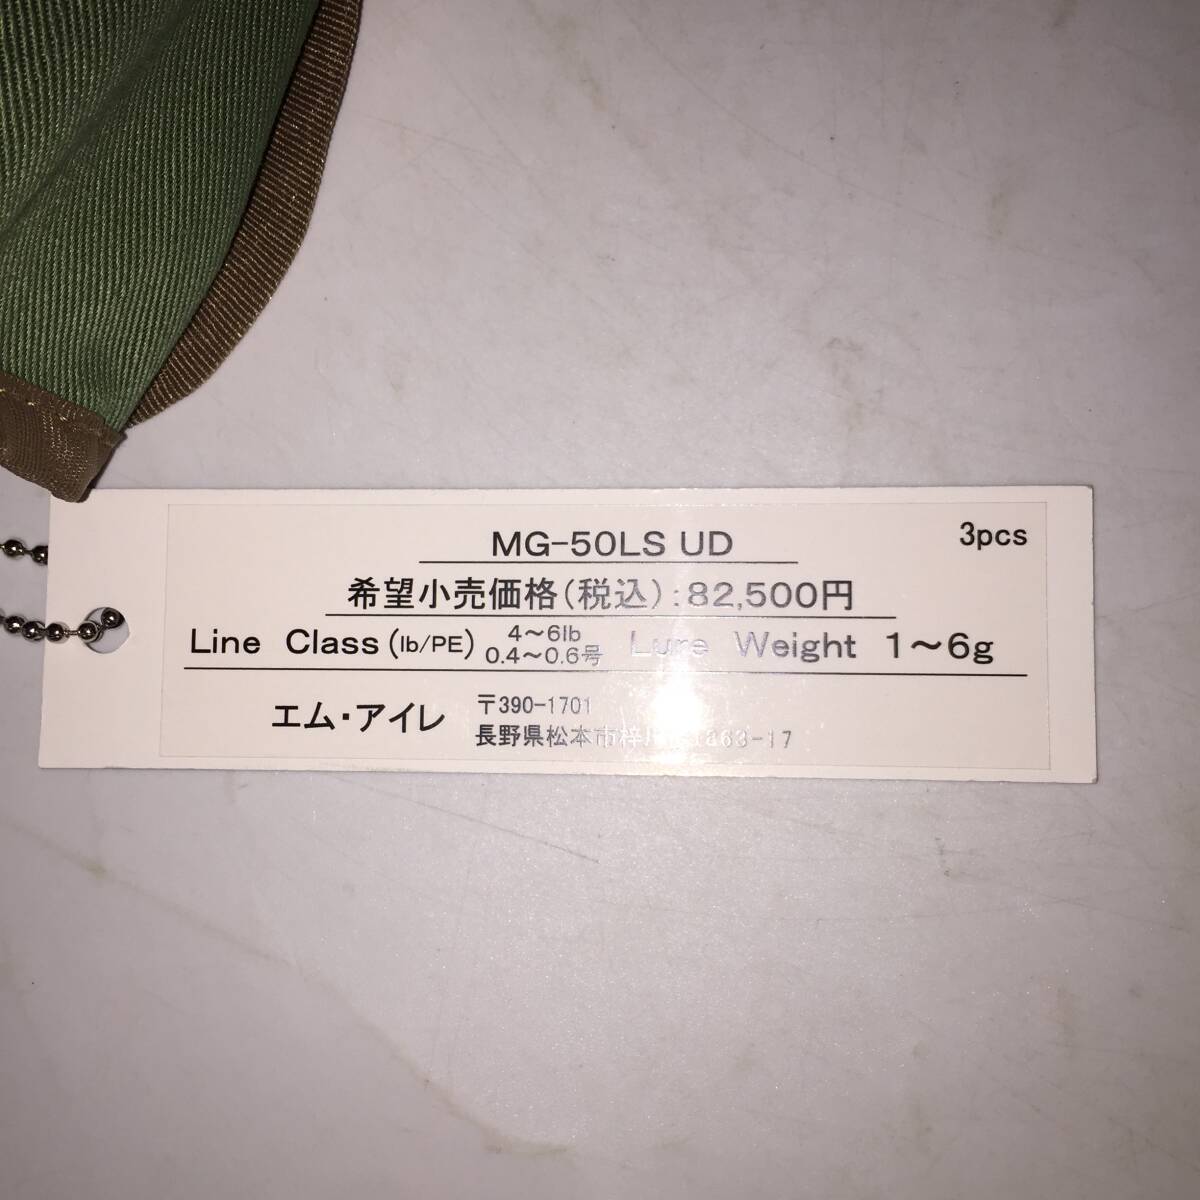 MG-50LS UD
3pcs
希望小売価格(税込):82,500円
Line Class (lb/PE) 4～6lb 0.4～0.6号 Lure Weight 1～6g
エム・アイレ
〒390-1701
長野県松本市梓川 1863-17